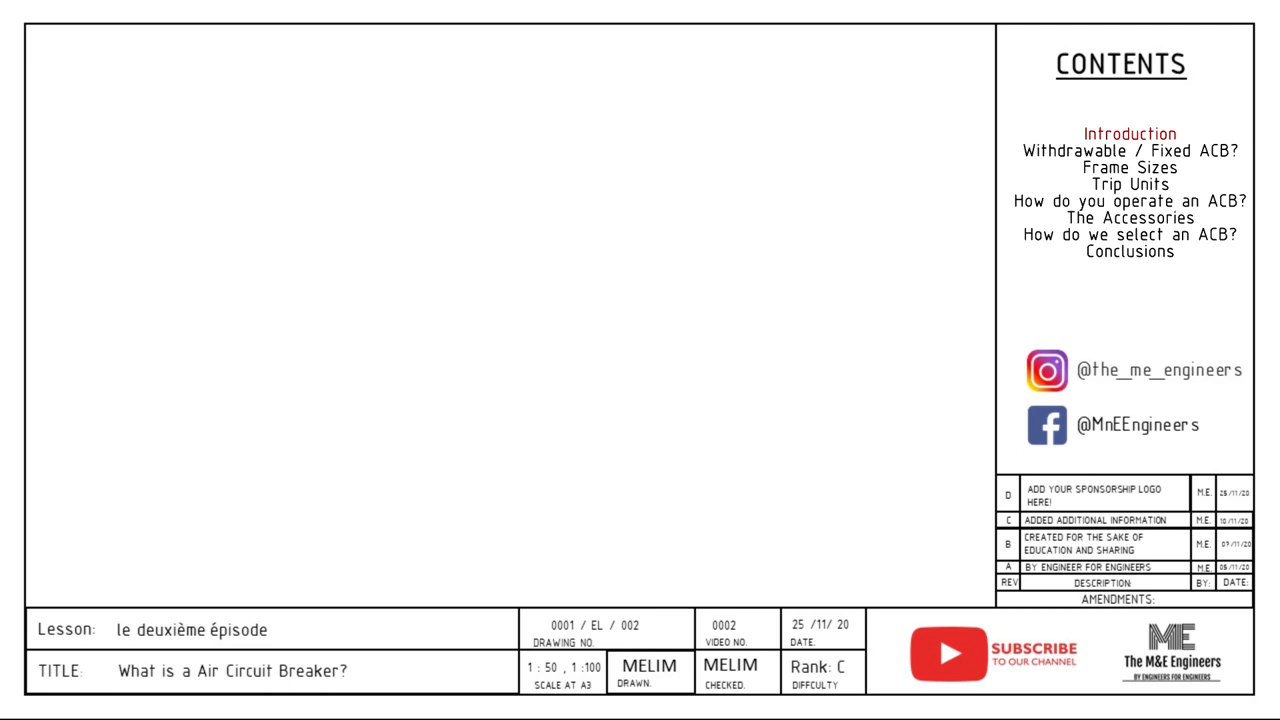 CONTENTS
Introduction
Withdrawable / Fixed ACB?
Frame Sizes
Trip Units
How do you operate an ACB?
The Accessories
How do we select an ACB?
Conclusions
@the_me_engineers
@MnEEngineers
D ADD YOUR SPONSORSHIP LOGO HERE! M.E. 25/11/20
C ADDED ADDITIONAL INFORMATION M.E. 10/11/20
B CREATED FOR THE SAKE OF EDUCATION AND SHARING M.E. 07/11/20
A BY ENGINEER FOR ENGINEERS M.E. 05/11/20
REV DESCRIPTION: BY: DATE:
AMENDMENTS:
Lesson: le deuxième épisode
TITLE: What is a Air Circuit Breaker?
0001 / EL / 002
DRAWING NO.
0002
VIDEO NO.
25 /11/ 20
DATE.
1 : 50 , 1 :100
SCALE AT A3
MELIM
DRAWN.
MELIM
CHECKED.
Rank: C
DIFFCULTY
SUBSCRIBE
TO OUR CHANNEL
ME
The M&E Engineers
BY ENGINEERS FOR ENGINEERS